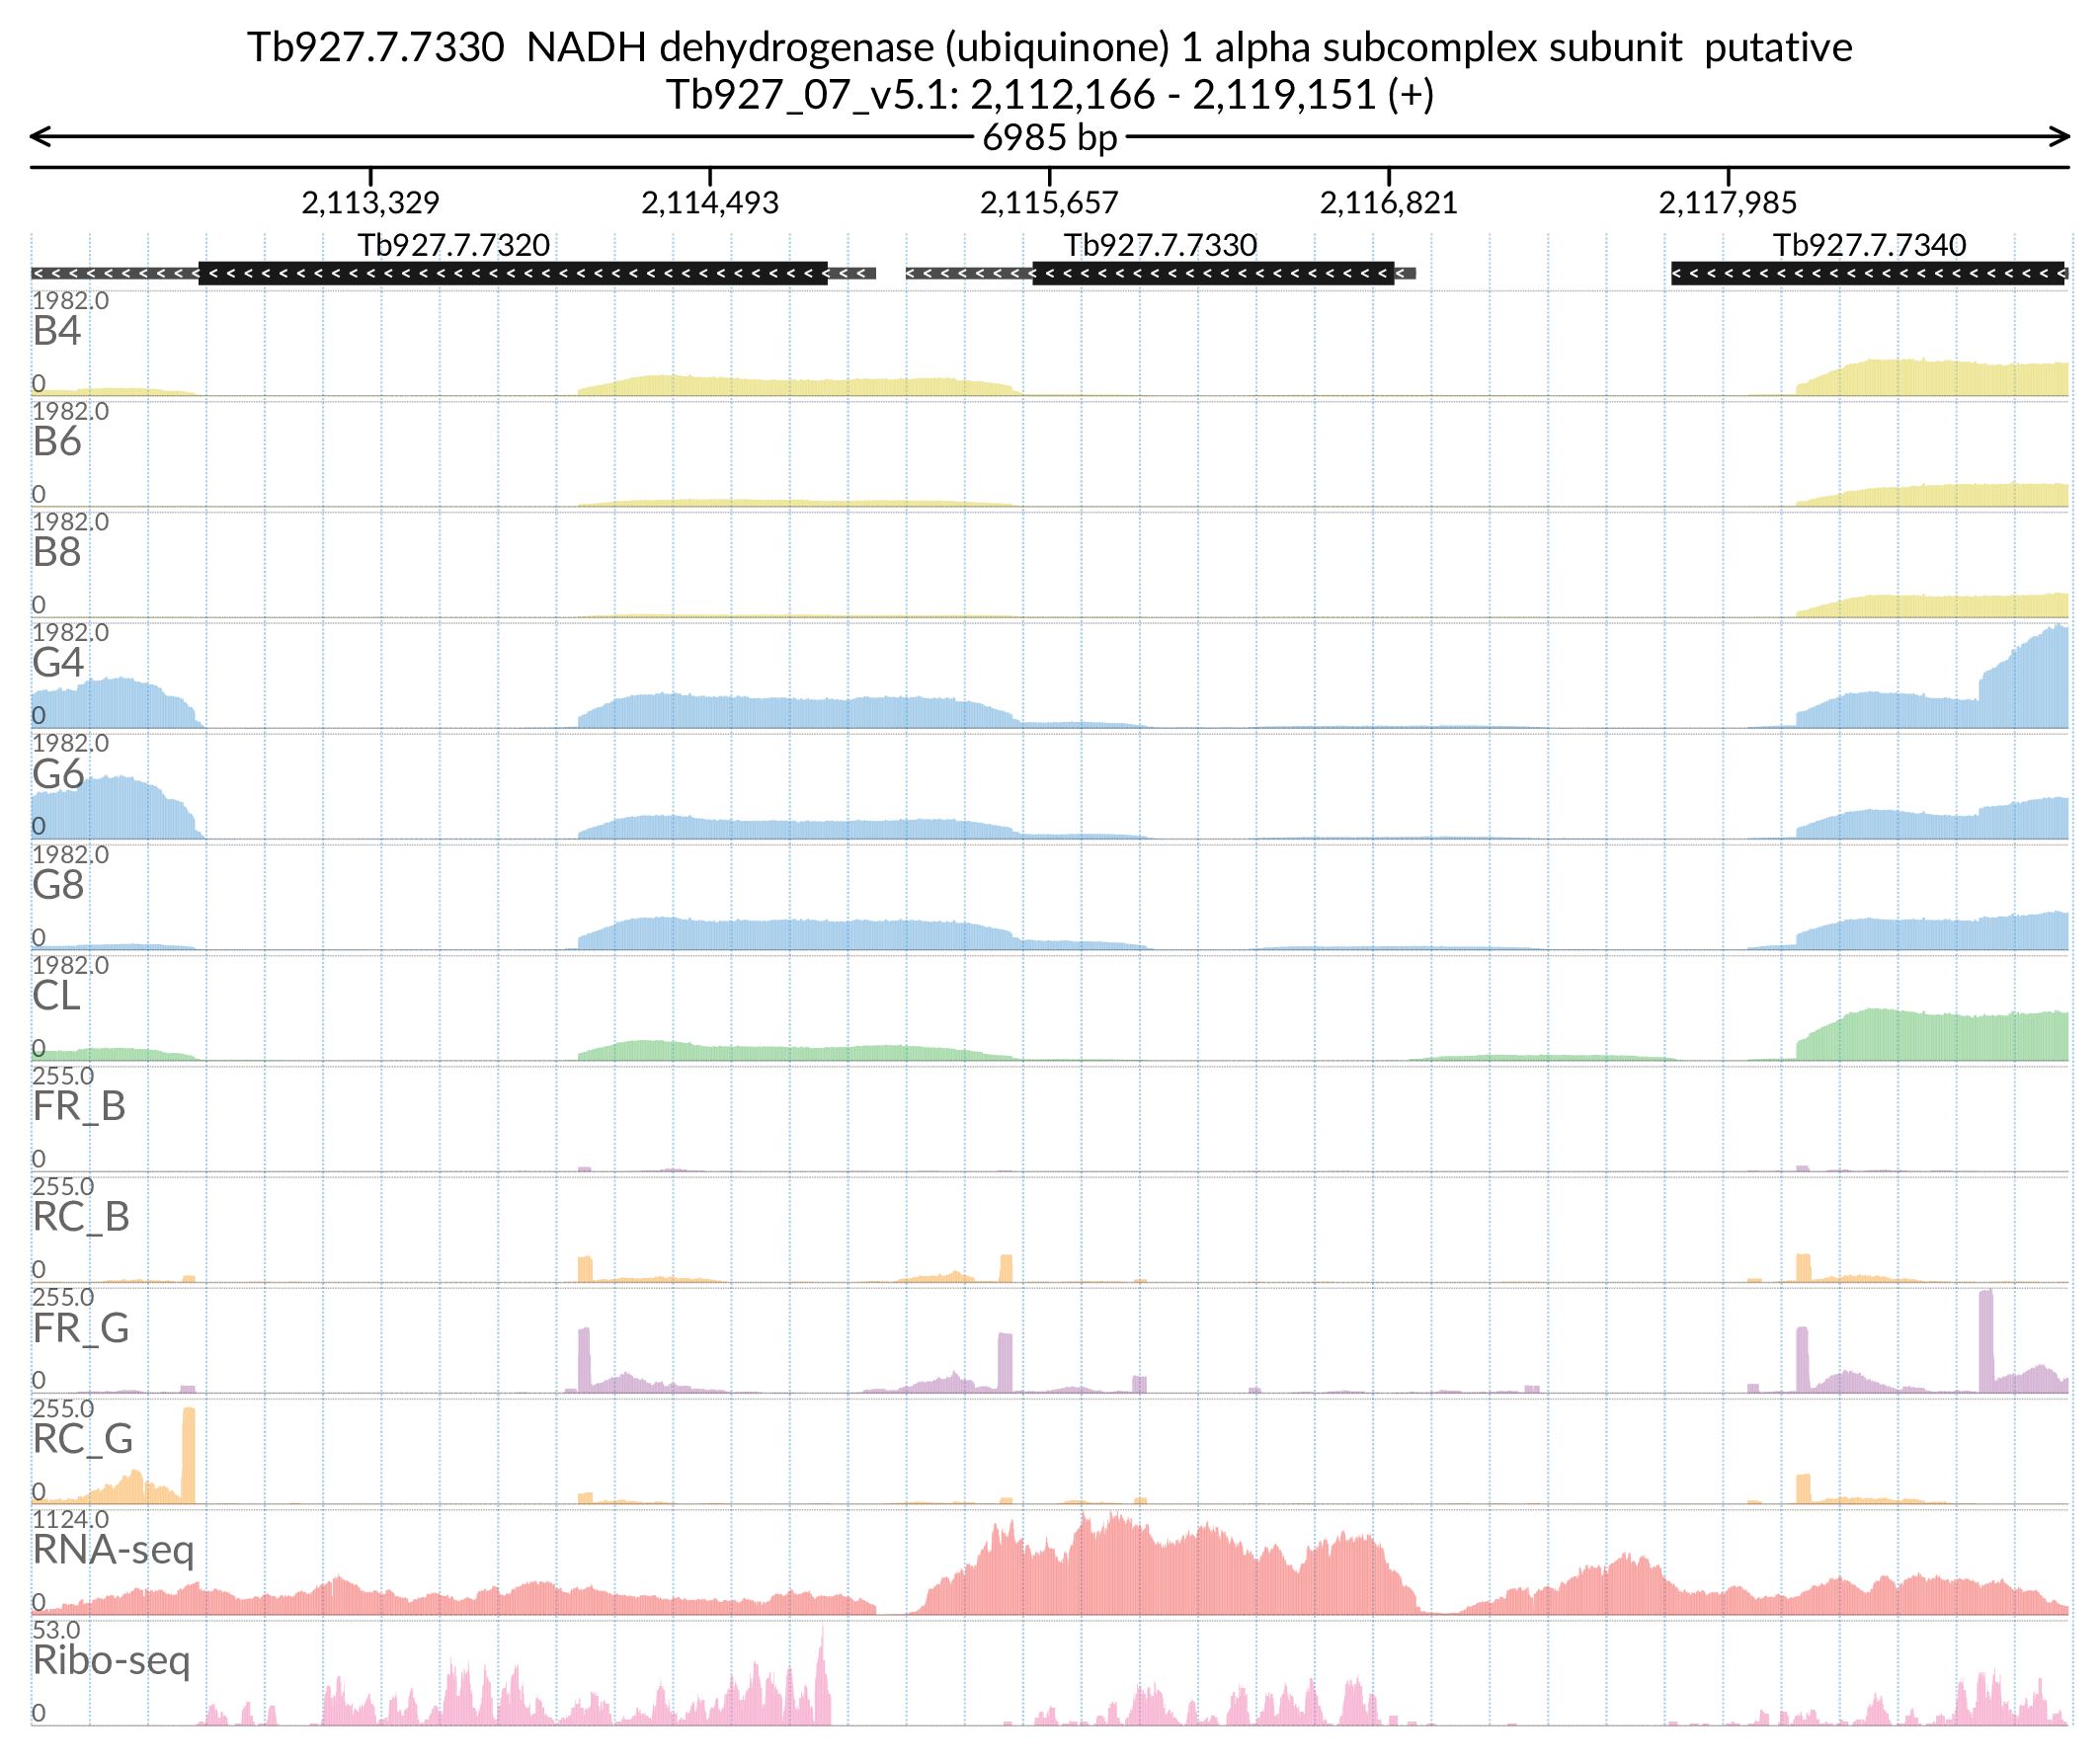 Tb927.7.7330  NADH dehydrogenase (ubiquinone) 1 alpha subcomplex subunit  putative
Tb927_07_v5.1: 2,112,166 - 2,119,151 (+)
6985 bp
2,113,329 2,114,493 2,115,657 2,116,821 2,117,985
Tb927.7.7320 Tb927.7.7330 Tb927.7.7340
1982.0
B4
0
1982.0
B6
0
1982.0
B8
0
1982.0
G4
0
1982.0
G6
0
1982.0
G8
0
1982.0
CL
0
255.0
FR_B
0
255.0
RC_B
0
255.0
FR_G
0
255.0
RC_G
0
1124.0
RNA-seq
0
53.0
Ribo-seq
0